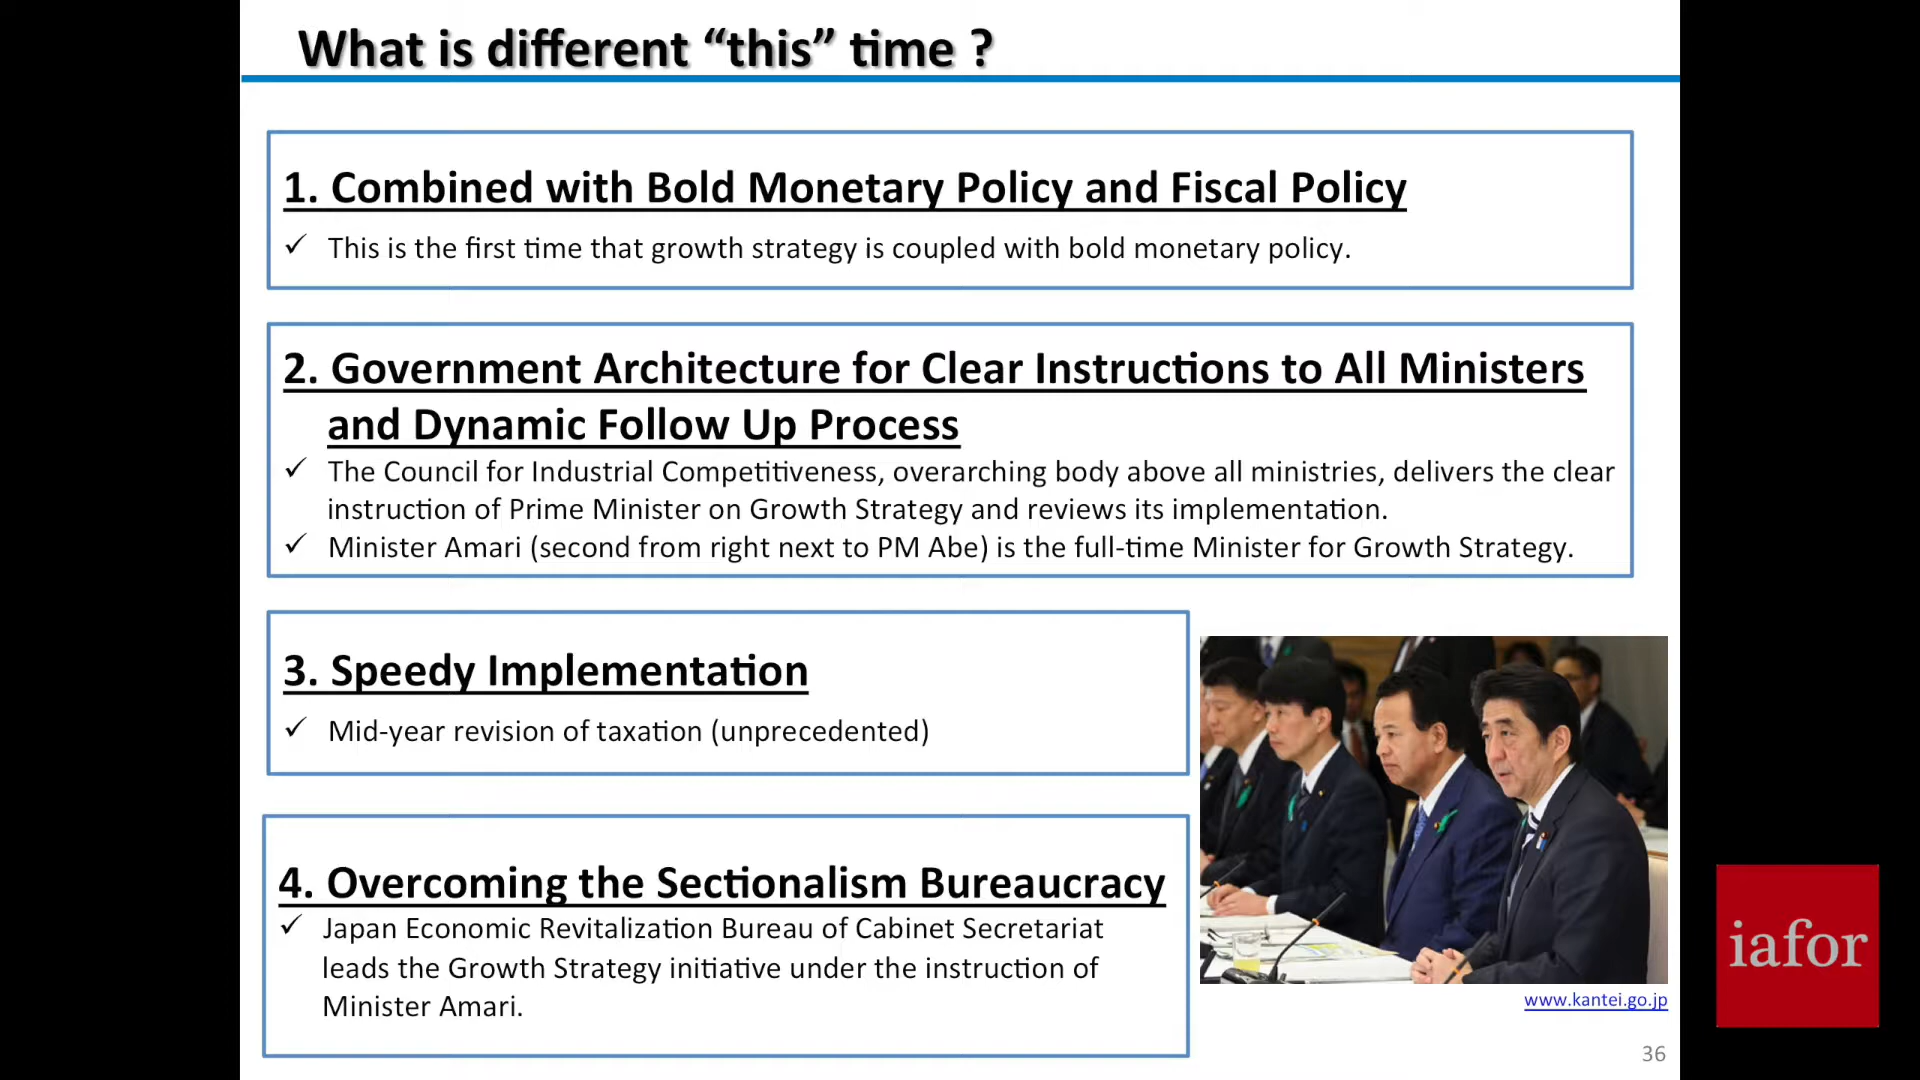 What is different “this” time ?
1. Combined with Bold Monetary Policy and Fiscal Policy
✓ This is the first time that growth strategy is coupled with bold monetary policy.
2. Government Architecture for Clear Instructions to All Ministers
and Dynamic Follow Up Process
✓ The Council for Industrial Competitiveness, overarching body above all ministries, delivers the clear
instruction of Prime Minister on Growth Strategy and reviews its implementation.
✓ Minister Amari (second from right next to PM Abe) is the full-time Minister for Growth Strategy.
3. Speedy Implementation
✓ Mid-year revision of taxation (unprecedented)
4. Overcoming the Sectionalism Bureaucracy
✓ Japan Economic Revitalization Bureau of Cabinet Secretariat
leads the Growth Strategy initiative under the instruction of
Minister Amari.
www.kantei.go.jp
36
iafor